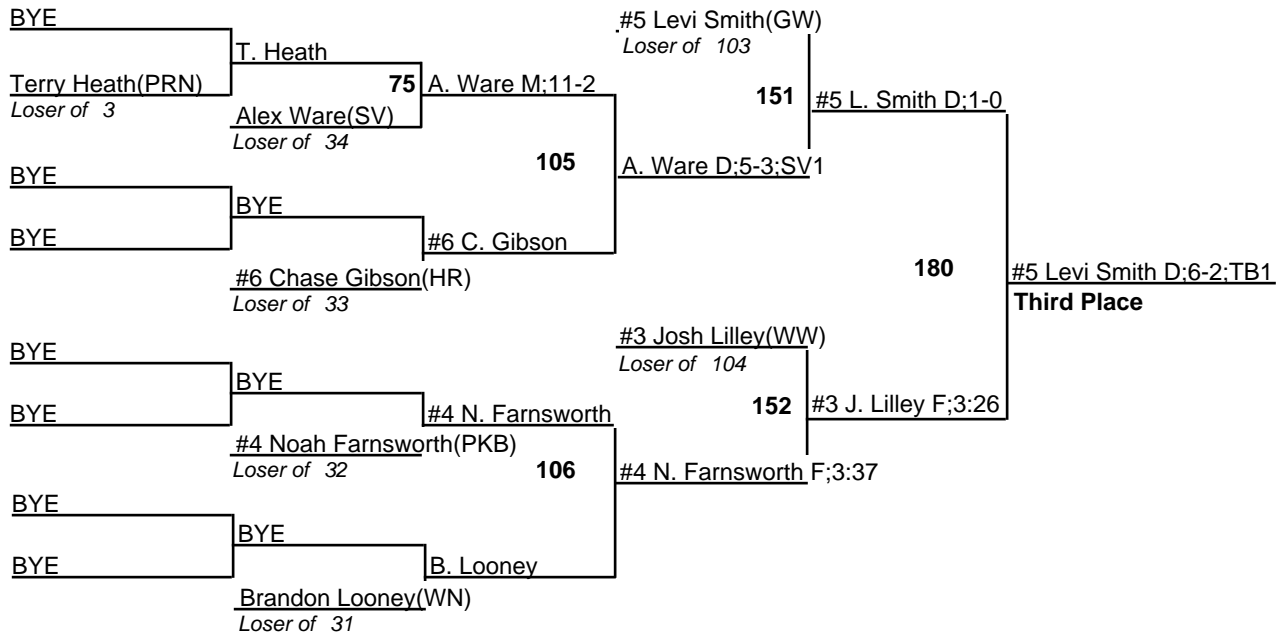 BYE
Terry Heath(PRN)
Loser of 3
BYE
BYE
BYE
BYE
BYE
BYE
T. Heath
Alex Ware(SV)
Loser of 34
BYE
#6 Chase Gibson(HR)
Loser of 33
BYE
#4 Noah Farnsworth(PKB)
Loser of 32
BYE
Brandon Looney(WN)
Loser of 31
75
A. Ware M;11-2
#6 C. Gibson
#4 N. Farnsworth
B. Looney
105
106
#5 Levi Smith(GW)
Loser of 103
A. Ware D;5-3;SV1
#3 Josh Lilley(WW)
Loser of 104
#4 N. Farnsworth F;3:37
151
152
#5 L. Smith D;1-0
#3 J. Lilley F;3:26
180
#5 Levi Smith D;6-2;TB1
Third Place